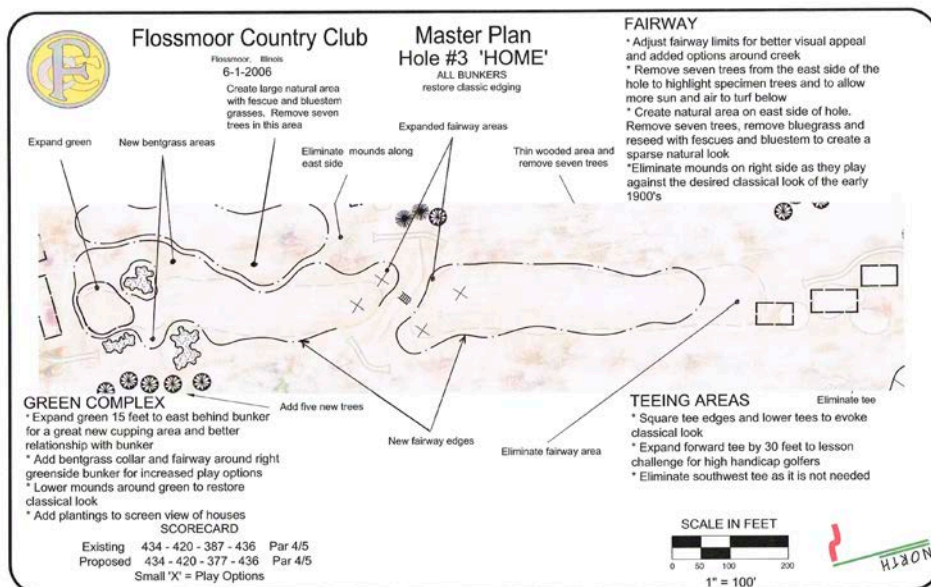 Flossmoor Country Club
Flossmoor, Illinois
6-1-2006
Master Plan
Hole #3 'HOME'
ALL BUNKERS
restore classic edging
FAIRWAY
* Adjust fairway limits for better visual appeal
and added options around creek
* Remove seven trees from the east side of the
hole to highlight specimen trees and to allow
more sun and air to turf below
* Create natural area on east side of hole.
Remove seven trees, remove bluegrass and
reseed with fescues and bluestem to create a
sparse natural look
*Eliminate mounds on right side as they play
against the desired classical look of the early
1900's
Create large natural area
with fescue and bluestem
grasses. Remove seven
trees in this area
Expand green
New bentgrass areas
Eliminate mounds along
east side
Expanded fairway areas
Thin wooded area and
remove seven trees
GREEN COMPLEX
* Expand green 15 feet to east behind bunker
for a great new cupping area and better
relationship with bunker
* Add bentgrass collar and fairway around right
greenside bunker for increased play options
* Lower mounds around green to restore
classical look
* Add plantings to screen view of houses
Add five new trees
New fairway edges
Eliminate fairway area
Eliminate tee
TEEING AREAS
* Square tee edges and lower tees to evoke
classical look
* Expand forward tee by 30 feet to lesson
challenge for high handicap golfers
* Eliminate southwest tee as it is not needed
SCORECARD
Existing 434 - 420 - 387 - 436 Par 4/5
Proposed 434 - 420 - 377 - 436 Par 4/5
Small 'X' = Play Options
SCALE IN FEET
0 50 100 200
1" = 100'
NORTH